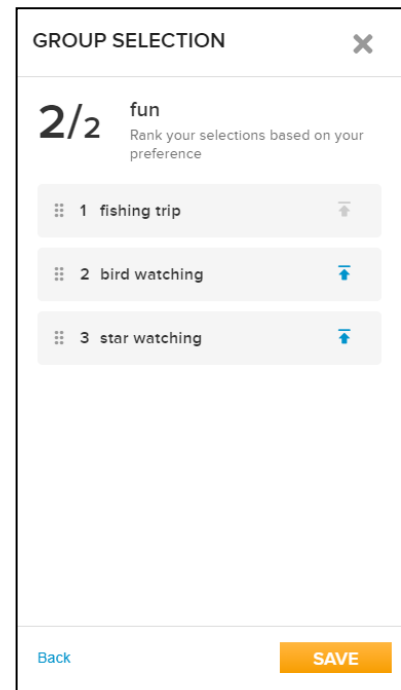 GROUP SELECTION
2/2
fun
Rank your selections based on your
preference
1 fishing trip
2 bird watching
3 star watching
Back
SAVE